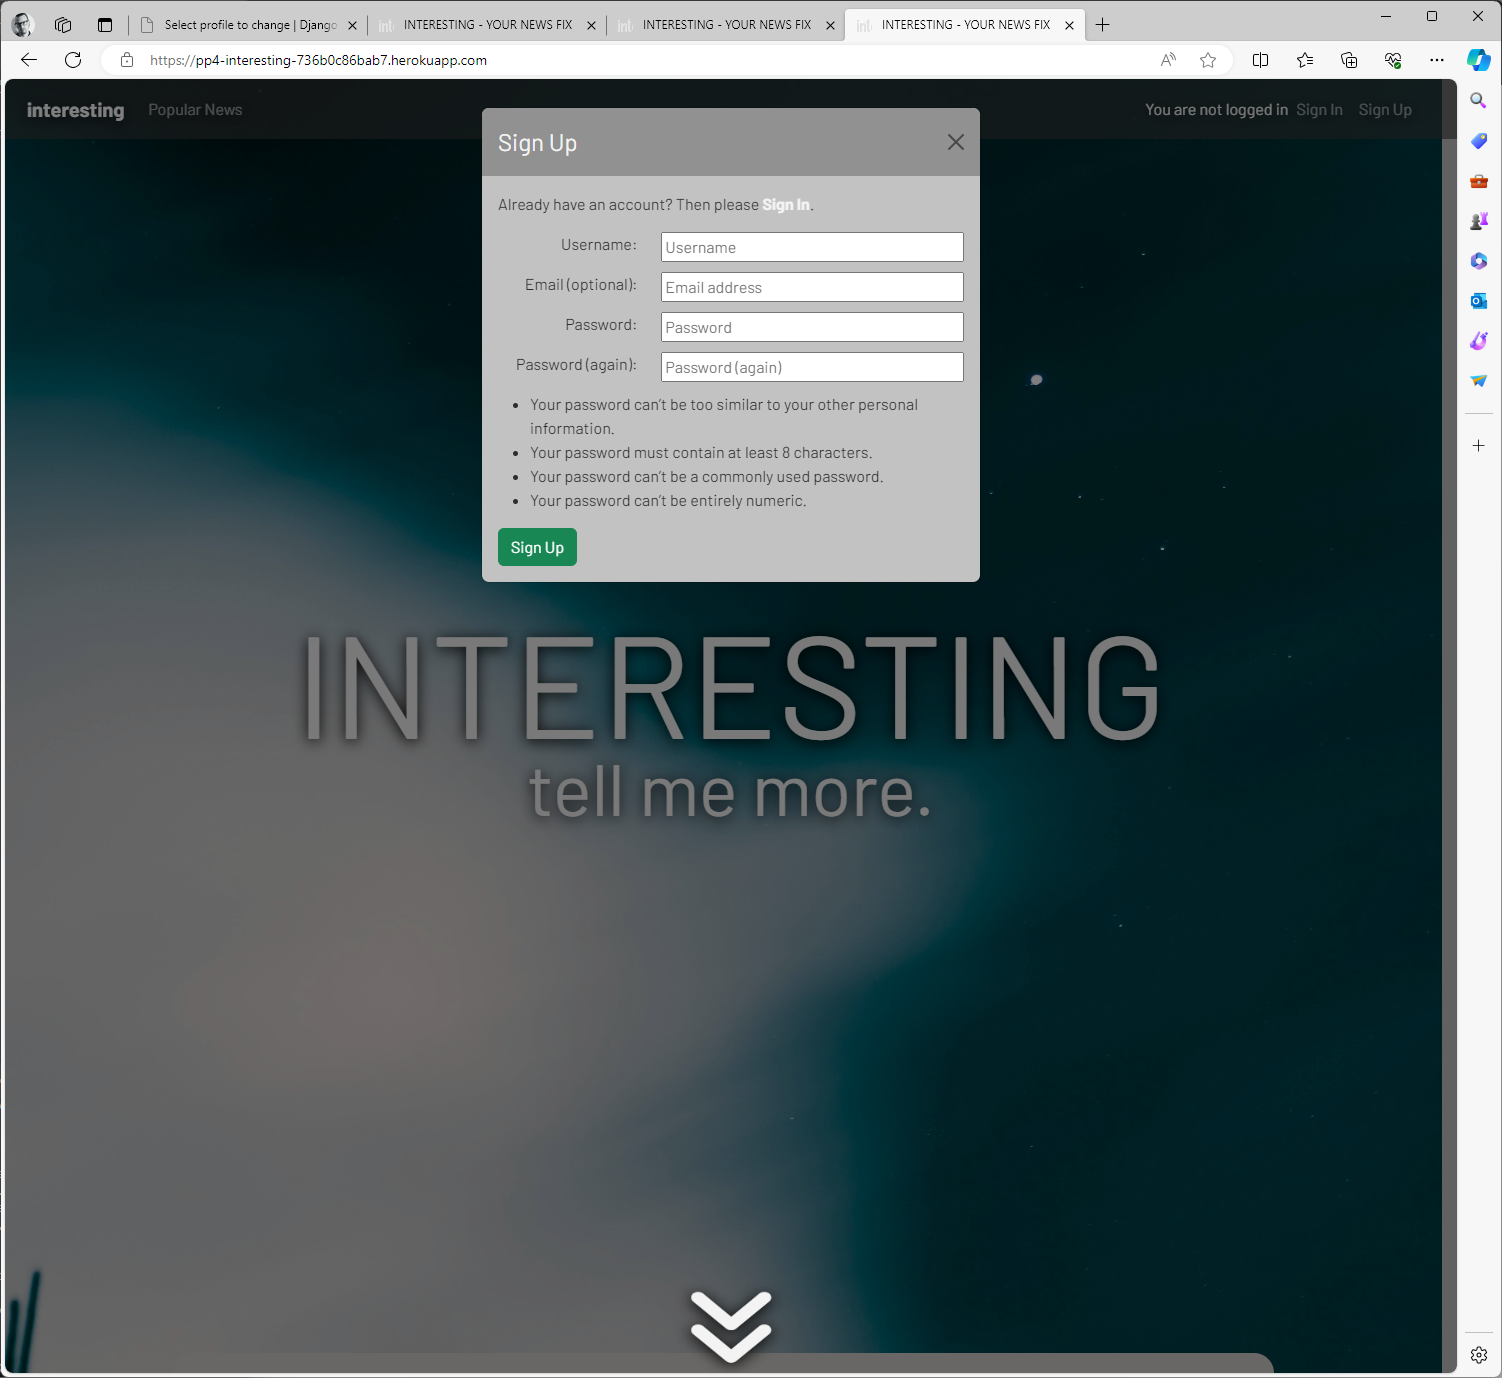 Select profile to change | Django
INTERESTING - YOUR NEWS FIX
INTERESTING - YOUR NEWS FIX
INTERESTING - YOUR NEWS FIX
https://pp4-interesting-736b0c86bab7.herokuapp.com
interesting
Popular News
You are not logged in
Sign In
Sign Up
Sign Up
Already have an account? Then please Sign In.
Username:
Username
Email (optional):
Email address
Password:
Password
Password (again):
Password (again)
Your password can’t be too similar to your other personal
information.
Your password must contain at least 8 characters.
Your password can’t be a commonly used password.
Your password can’t be entirely numeric.
Sign Up
INTERESTING
tell me more.